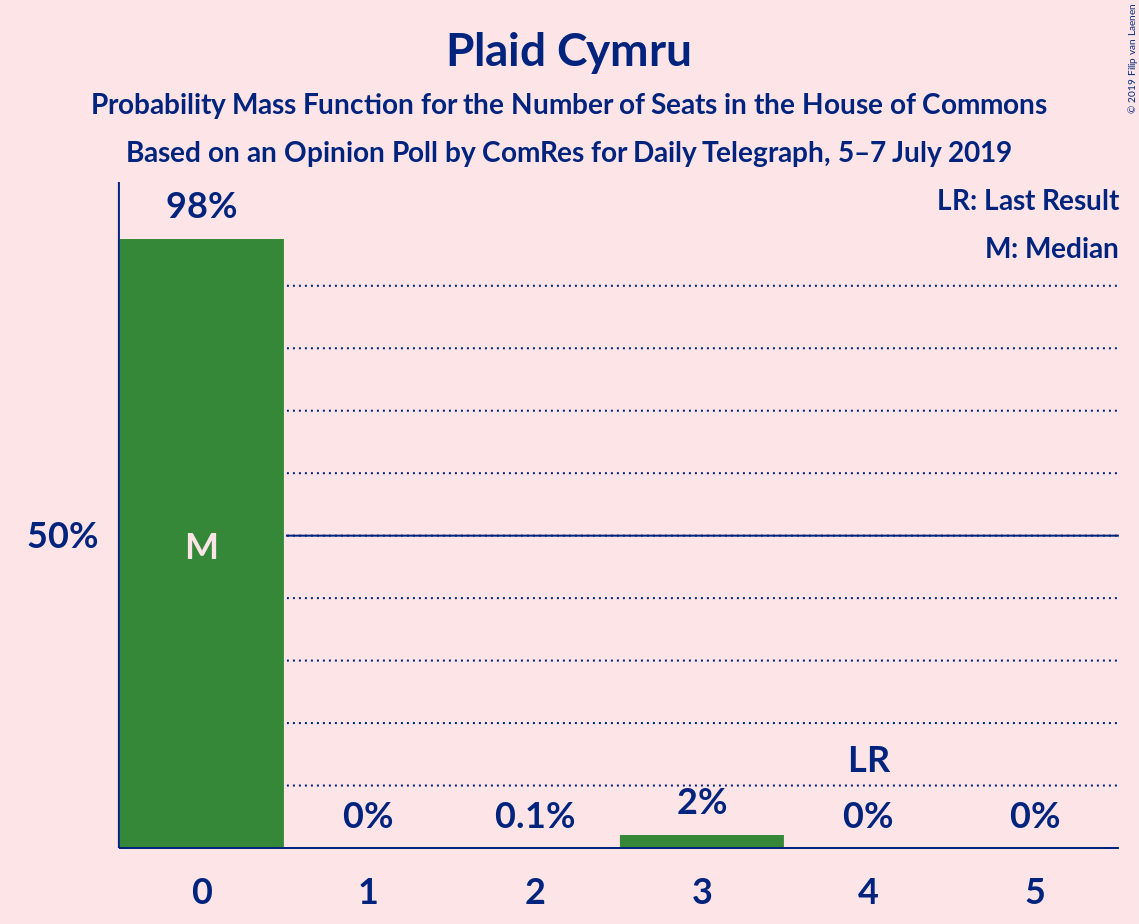 Plaid Cymru
Probability Mass Function for the Number of Seats in the House of Commons
Based on an Opinion Poll by ComRes for Daily Telegraph, 5–7 July 2019
© 2019 Filip van Laenen
LR: Last Result
M: Median
98%
50%
M
0%
0.1%
2%
LR
0%
0%
0
1
2
3
4
5